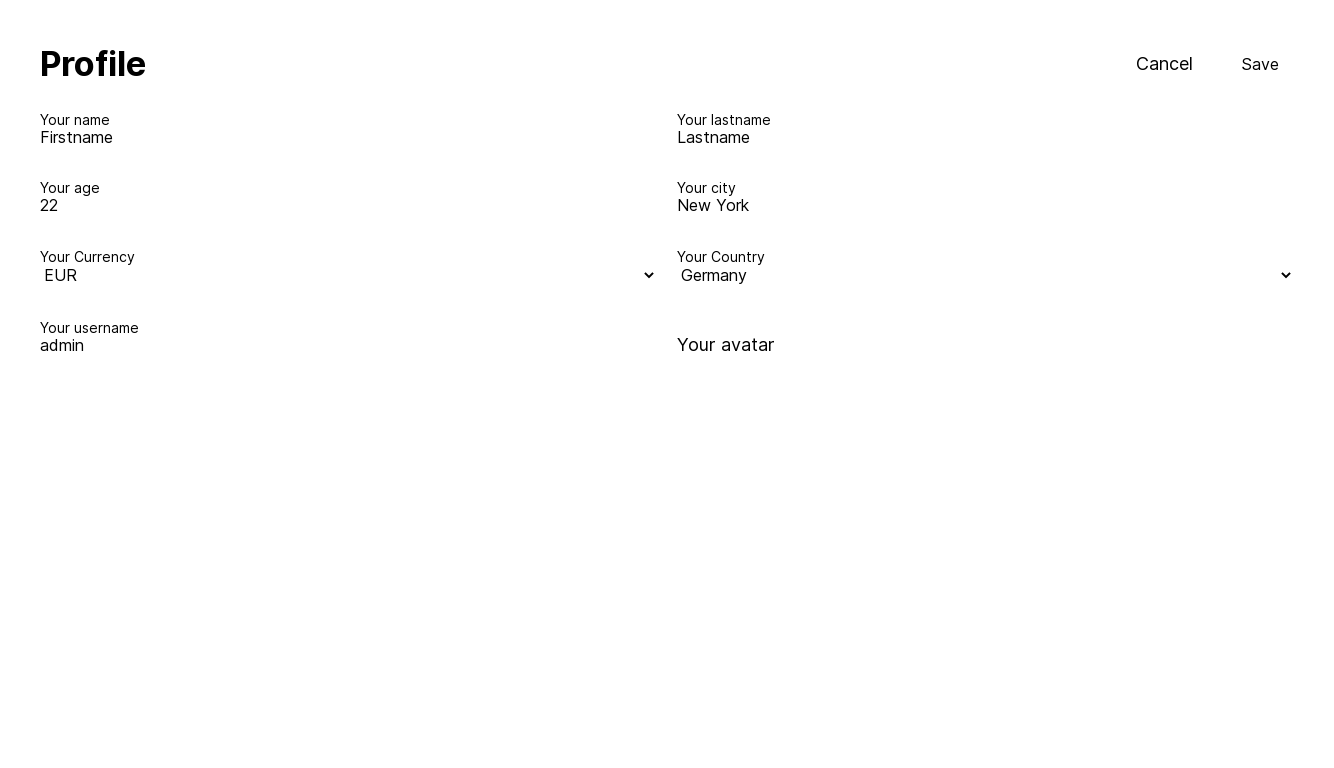 Profile
Cancel
Save
Your name
Firstname
Your lastname
Lastname
Your age
22
Your city
New York
Your Currency
EUR
Your Country
Germany
Your username
admin
Your avatar